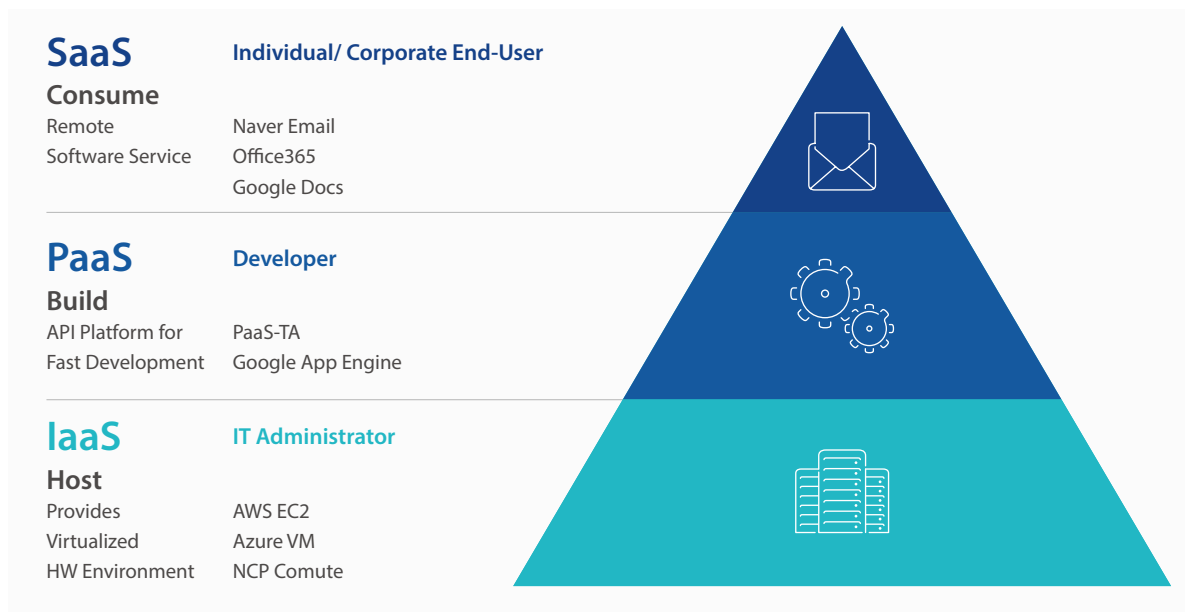 SaaS
Individual/ Corporate End-User
Consume
Remote
Software Service
Naver Email
Office365
Google Docs
PaaS
Developer
Build
API Platform for
Fast Development
PaaS-TA
Google App Engine
IaaS
IT Administrator
Host
Provides
Virtualized
HW Environment
AWS EC2
Azure VM
NCP Comute